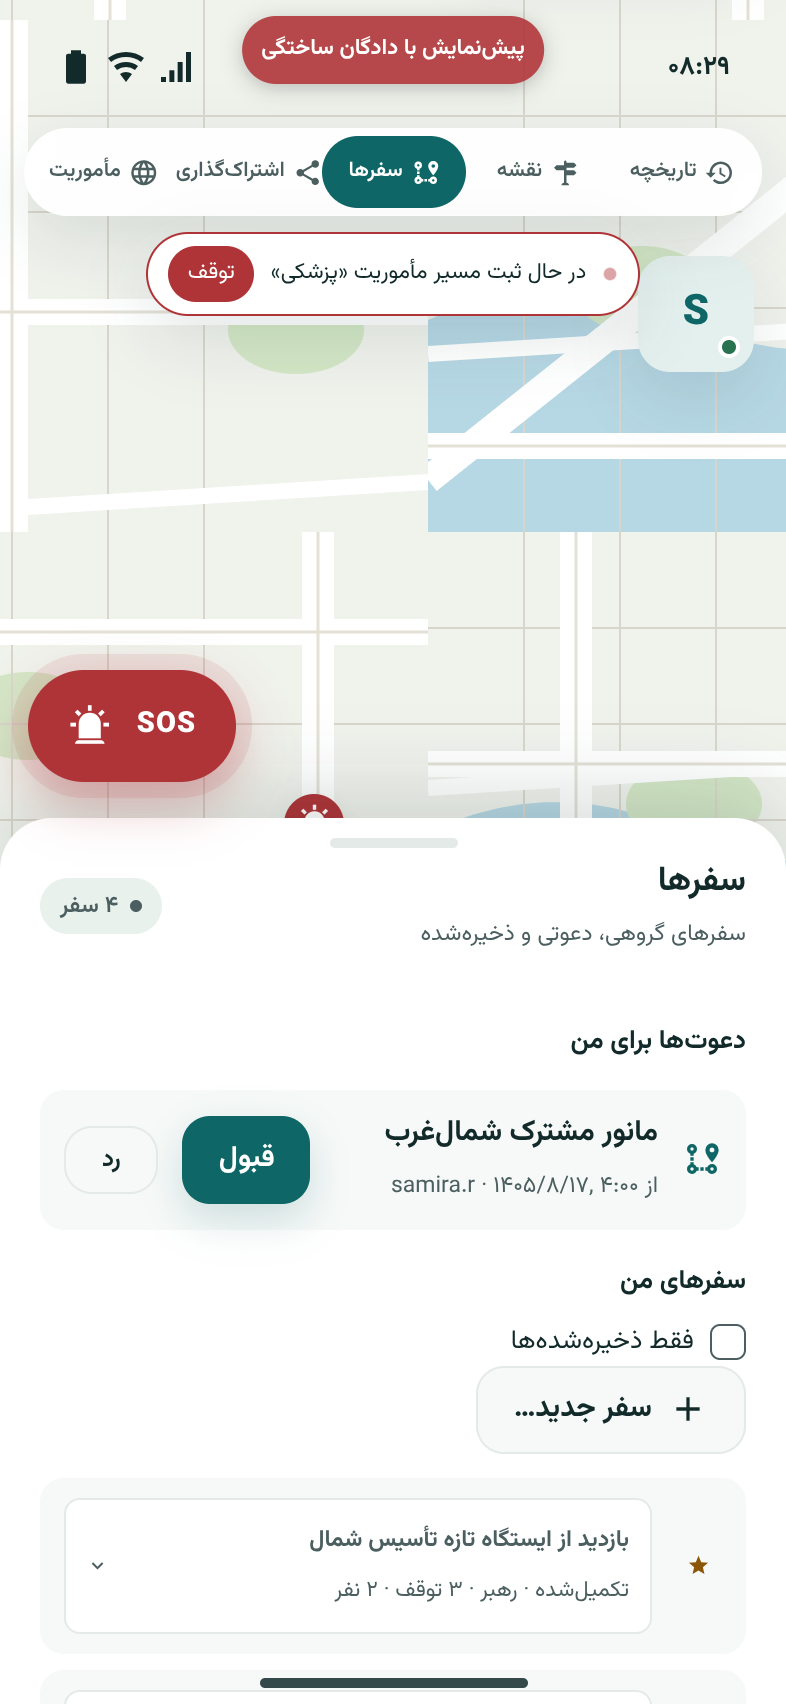 پیش‌نمایش با دادگان ساختگی
۰۸:۲۹
تاریخچه
نقشه
سفرها
اشتراک‌گذاری
مأموریت
در حال ثبت مسیر مأموریت «پزشکی»
توقف
S
SOS
سفرها
۴ سفر
سفرهای گروهی، دعوتی و ذخیره‌شده
دعوت‌ها برای من
مانور مشترک شمال‌غرب
از samira.r · ۱۴۰۵/۸/۱۷, ۴:۰۰
قبول
رد
سفرهای من
فقط ذخیره‌شده‌ها
سفر جدید...
بازدید از ایستگاه تازه تأسیس شمال
تکمیل‌شده · رهبر · ۳ توقف · ۲ نفر